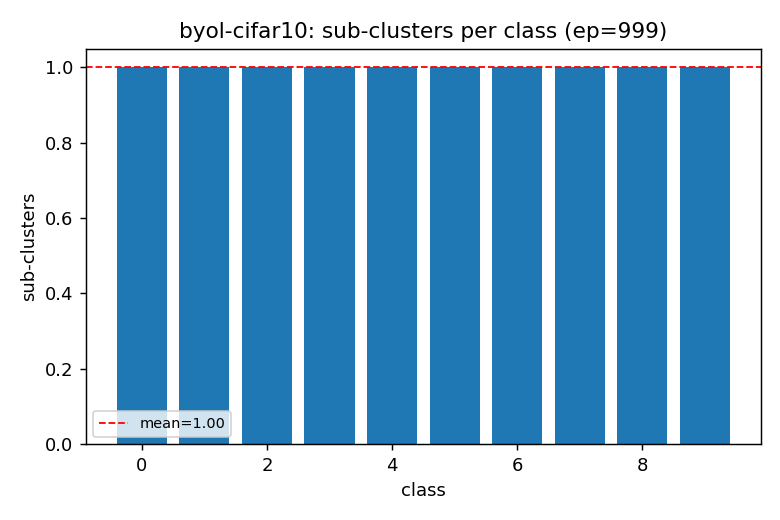 byol-cifar10: sub-clusters per class (ep=999)
1.0
0.8
0.6
0.4
0.2
0.0
sub-clusters
mean=1.00
0 2 4 6 8
class